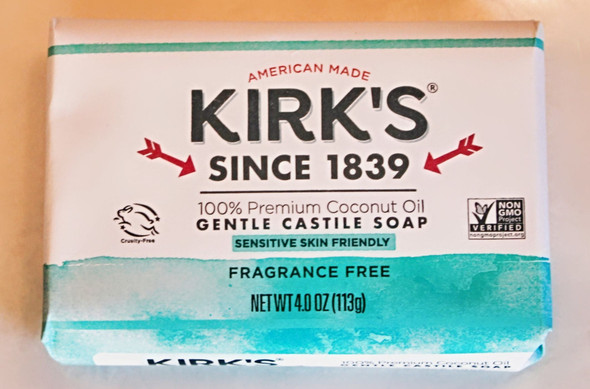 AMERICAN MADE
KIRK'S®
SINCE 1839
100% Premium Coconut Oil
GENTLE CASTILE SOAP
SENSITIVE SKIN FRIENDLY
FRAGRANCE FREE
NET WT 4.0 OZ (113g)
Cruelty-Free
NON
GMO
Project
VERIFIED
nongmoproject.org
KIRK'S
100% Premium Coconut Oil
GENTLE CASTILE SOAP